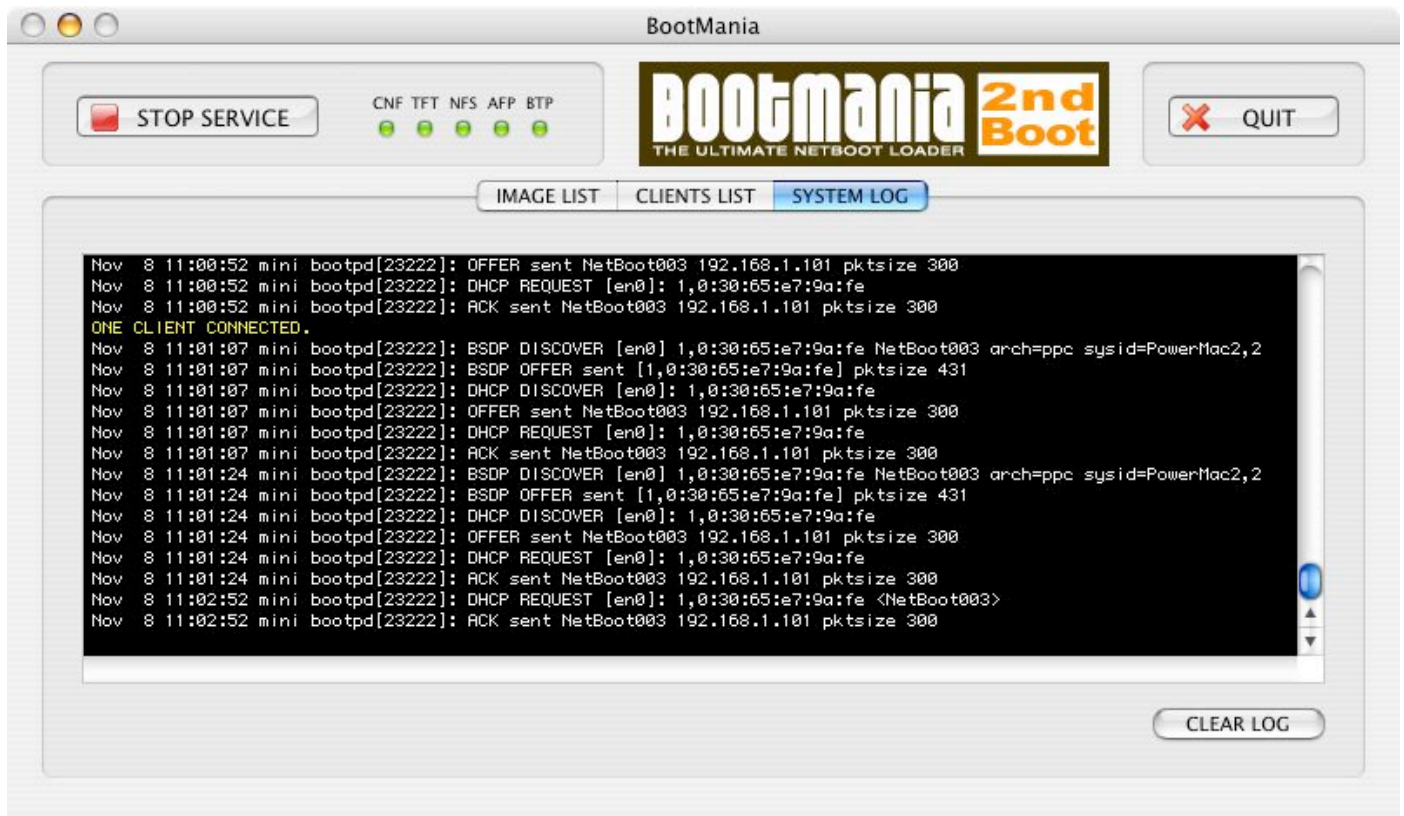 BootMania
STOP SERVICE
CNF TFT NFS AFP BTP
BOOTMANIA
THE ULTIMATE NETBOOT LOADER
2nd
Boot
QUIT
IMAGE LIST CLIENTS LIST SYSTEM LOG
Nov 8 11:00:52 mini bootpd[23222]: OFFER sent NetBoot003 192.168.1.101 pktsize 300
Nov 8 11:00:52 mini bootpd[23222]: DHCP REQUEST [en0]: 1,0:30:65:e7:9a:fe
Nov 8 11:00:52 mini bootpd[23222]: ACK sent NetBoot003 192.168.1.101 pktsize 300
ONE CLIENT CONNECTED.
Nov 8 11:01:07 mini bootpd[23222]: BSDP DISCOVER [en0] 1,0:30:65:e7:9a:fe NetBoot003 arch=ppc sysid=PowerMac2,2
Nov 8 11:01:07 mini bootpd[23222]: BSDP OFFER sent [1,0:30:65:e7:9a:fe] pktsize 431
Nov 8 11:01:07 mini bootpd[23222]: DHCP DISCOVER [en0]: 1,0:30:65:e7:9a:fe
Nov 8 11:01:07 mini bootpd[23222]: OFFER sent NetBoot003 192.168.1.101 pktsize 300
Nov 8 11:01:07 mini bootpd[23222]: DHCP REQUEST [en0]: 1,0:30:65:e7:9a:fe
Nov 8 11:01:07 mini bootpd[23222]: ACK sent NetBoot003 192.168.1.101 pktsize 300
Nov 8 11:01:24 mini bootpd[23222]: BSDP DISCOVER [en0] 1,0:30:65:e7:9a:fe NetBoot003 arch=ppc sysid=PowerMac2,2
Nov 8 11:01:24 mini bootpd[23222]: BSDP OFFER sent [1,0:30:65:e7:9a:fe] pktsize 431
Nov 8 11:01:24 mini bootpd[23222]: DHCP DISCOVER [en0]: 1,0:30:65:e7:9a:fe
Nov 8 11:01:24 mini bootpd[23222]: OFFER sent NetBoot003 192.168.1.101 pktsize 300
Nov 8 11:01:24 mini bootpd[23222]: DHCP REQUEST [en0]: 1,0:30:65:e7:9a:fe
Nov 8 11:01:24 mini bootpd[23222]: ACK sent NetBoot003 192.168.1.101 pktsize 300
Nov 8 11:02:52 mini bootpd[23222]: DHCP REQUEST [en0]: 1,0:30:65:e7:9a:fe <NetBoot003>
Nov 8 11:02:52 mini bootpd[23222]: ACK sent NetBoot003 192.168.1.101 pktsize 300
CLEAR LOG